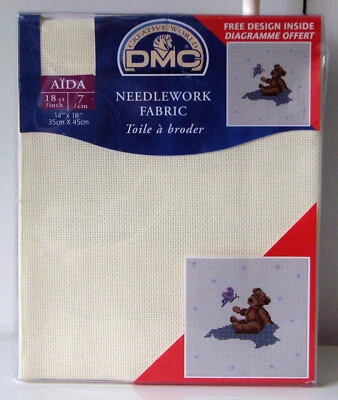 CREATIVE WORLD
DMC
FREE DESIGN INSIDE
DIAGRAMME OFFERT
AÏDA
18 ct /inch 7 /cm
14" x 18"
35cm X 45cm
NEEDLEWORK
FABRIC
Toile à broder